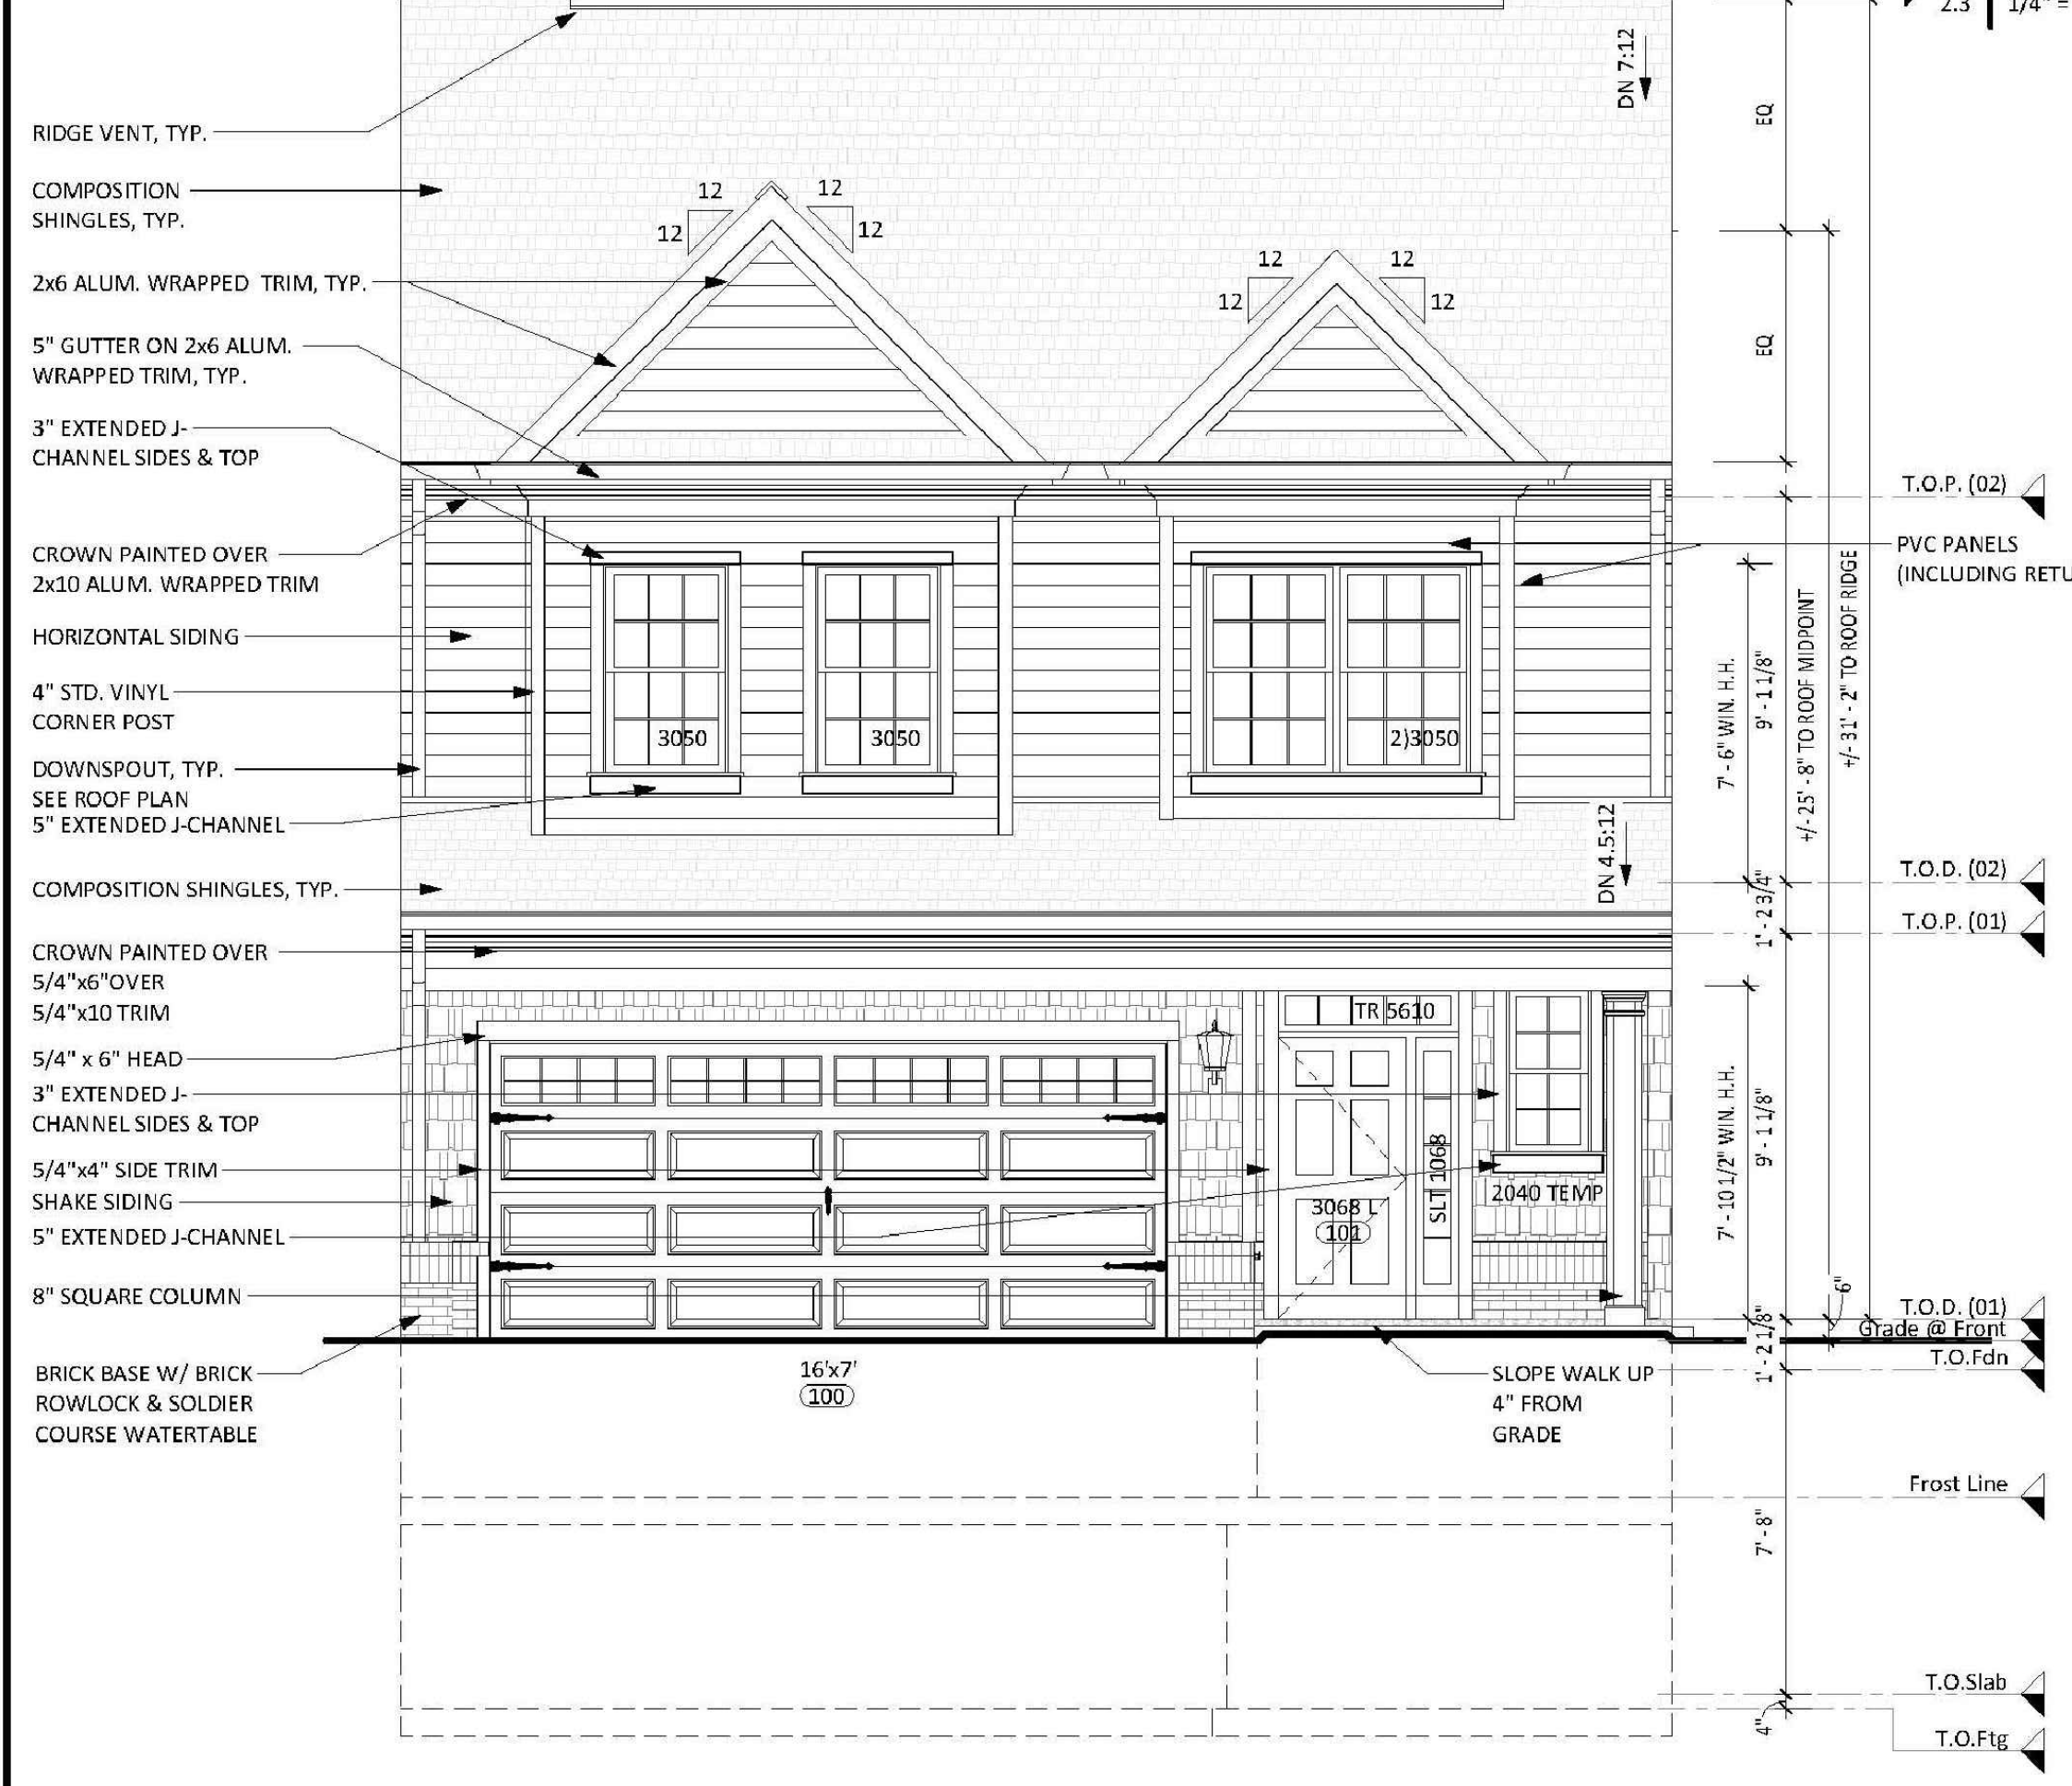 2.3
1/4" =
DN 7:12
EQ
RIDGE VENT, TYP.
COMPOSITION
SHINGLES, TYP.
12
12
12
12
12
12
12
12
2x6 ALUM. WRAPPED TRIM, TYP.
5" GUTTER ON 2x6 ALUM.
WRAPPED TRIM, TYP.
EQ
3" EXTENDED J-
CHANNEL SIDES & TOP
T.O.P. (02)
CROWN PAINTED OVER
2x10 ALUM. WRAPPED TRIM
PVC PANELS
(INCLUDING RETU
HORIZONTAL SIDING
4" STD. VINYL
CORNER POST
3050
3050
2)3050
7' - 6" WIN. H.H.
9' - 1 1/8"
+/- 25' - 8" TO ROOF MIDPOINT
+/- 31' - 2" TO ROOF RIDGE
DOWNSPOUT, TYP.
SEE ROOF PLAN
5" EXTENDED J-CHANNEL
DN 4.5:12
COMPOSITION SHINGLES, TYP.
T.O.D. (02)
1' - 2 3/4"
T.O.P. (01)
CROWN PAINTED OVER
5/4"x6"OVER
5/4"x10 TRIM
TR 5610
5/4" x 6" HEAD
3" EXTENDED J-
CHANNEL SIDES & TOP
7' - 10 1/2" WIN. H.H.
9' - 1 1/8"
5/4"x4" SIDE TRIM
SHAKE SIDING
SLT 1068
2040 TEMP
3068 L
101
5" EXTENDED J-CHANNEL
8" SQUARE COLUMN
6"
T.O.D. (01)
Grade @ Front
T.O.Fdn
1' - 2 1/8"
BRICK BASE W/ BRICK
ROWLOCK & SOLDIER
COURSE WATERTABLE
16'x7'
100
SLOPE WALK UP
4" FROM
GRADE
Frost Line
7' - 8"
T.O.Slab
4"
T.O.Ftg